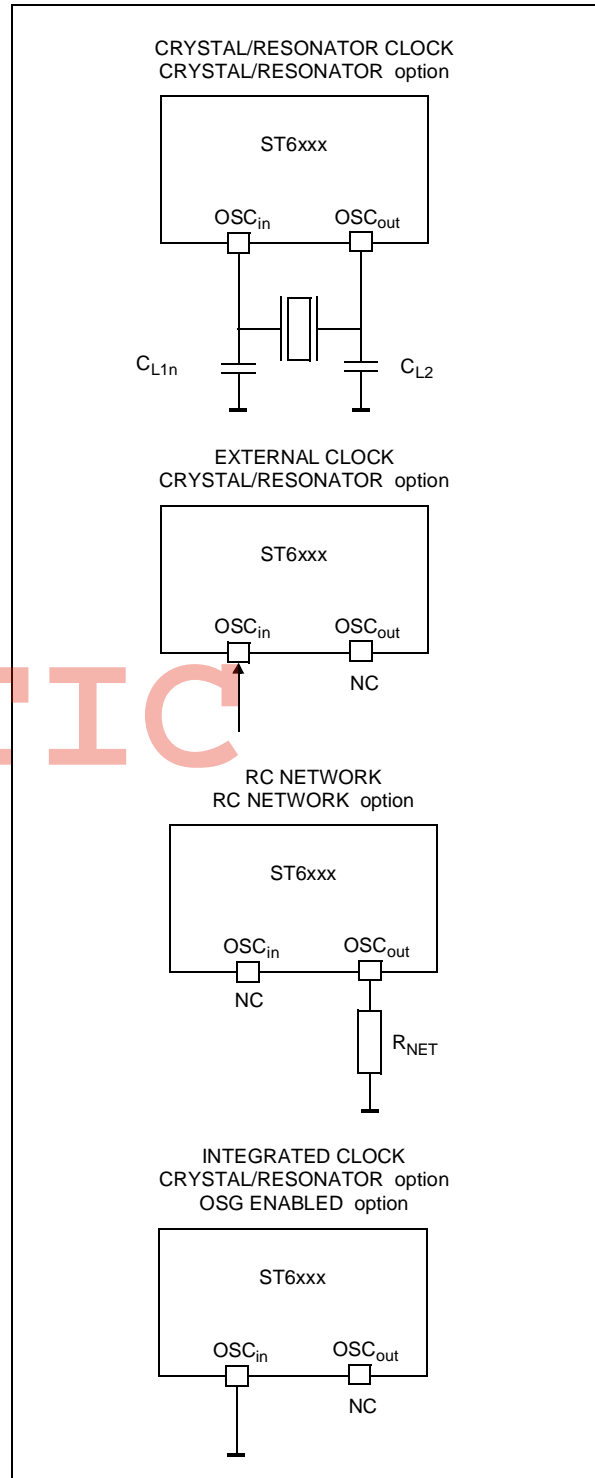 CRYSTAL/RESONATOR CLOCK
CRYSTAL/RESONATOR option
ST6xxx
OSCin OSCout
CL1n CL2
EXTERNAL CLOCK
CRYSTAL/RESONATOR option
ST6xxx
OSCin OSCout
NC
TIC
RC NETWORK
RC NETWORK option
ST6xxx
OSCin OSCout
NC
RNET
INTEGRATED CLOCK
CRYSTAL/RESONATOR option
OSG ENABLED option
ST6xxx
OSCin OSCout
NC